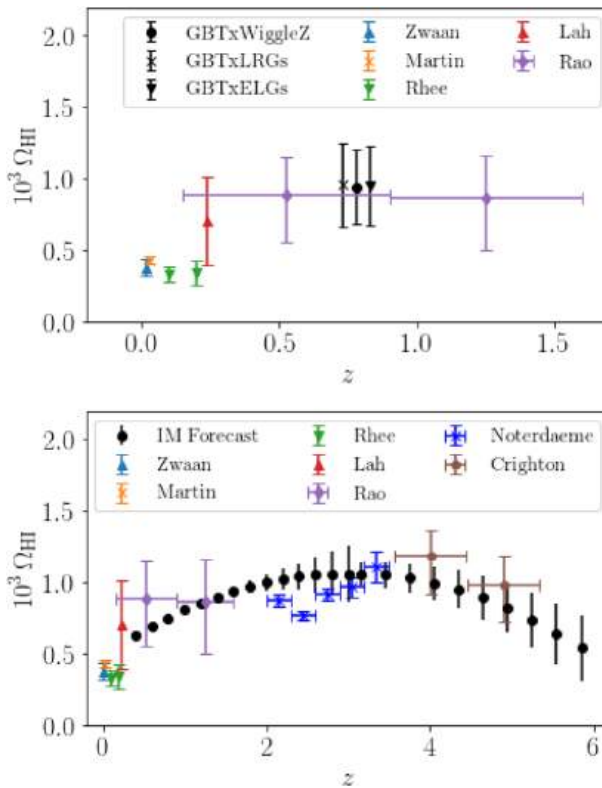 GBTxWiggleZ Zwaan Lah
GBTxLRGs Martin Rao
GBTxELGs Rhee
2.0
1.5
1.0
0.5
0.0
10³ Ω_HI
0.0 0.5 1.0 1.5
z
IM Forecast Rhee Noterdaeme
Zwaan Lah Crighton
Martin Rao
2.0
1.5
1.0
0.5
0.0
10³ Ω_HI
0 2 4 6
z